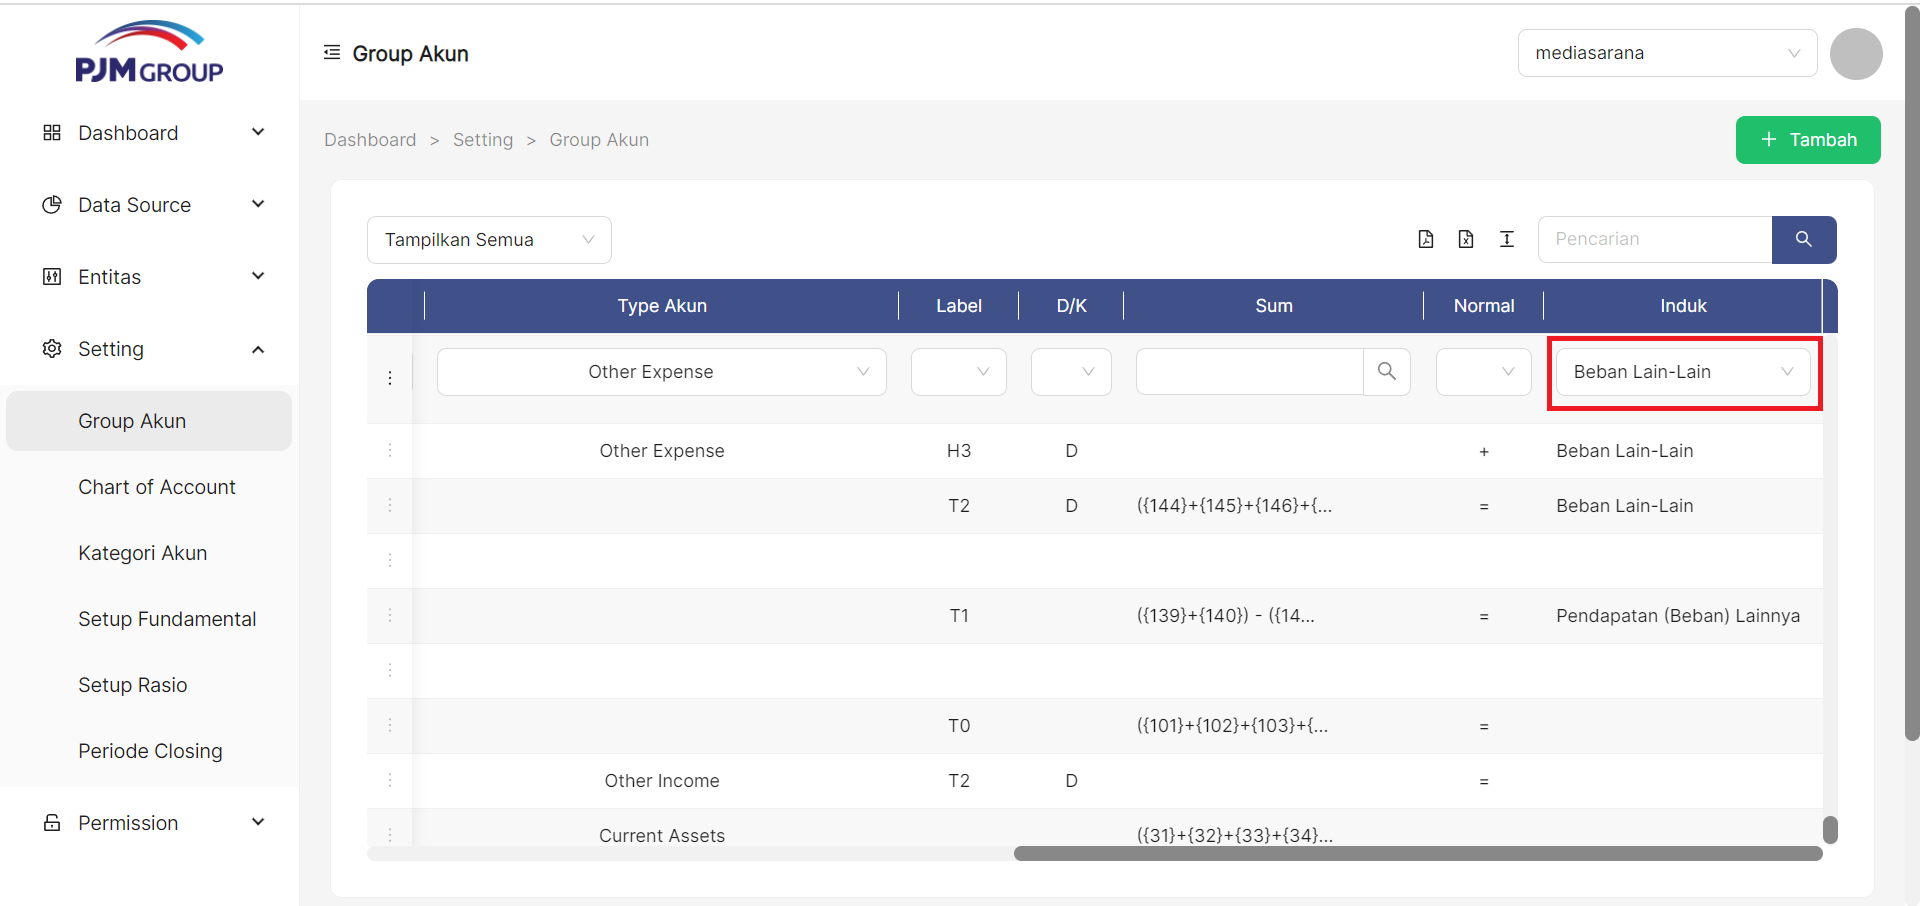 PJM GROUP
Group Akun
mediasarana
Dashboard
Data Source
Entitas
Setting
Group Akun
Chart of Account
Kategori Akun
Setup Fundamental
Setup Rasio
Periode Closing
Permission
Dashboard > Setting > Group Akun
+ Tambah
Tampilkan Semua
Pencarian
Type Akun Label D/K Sum Normal Induk
Other Expense Beban Lain-Lain
Other Expense H3 D + Beban Lain-Lain
T2 D ({144}+{145}+{146}+{... = Beban Lain-Lain
T1 ({139}+{140}) - ({14... = Pendapatan (Beban) Lainnya
T0 ({101}+{102}+{103}+{... =
Other Income T2 D =
Current Assets ({31}+{32}+{33}+{34}...